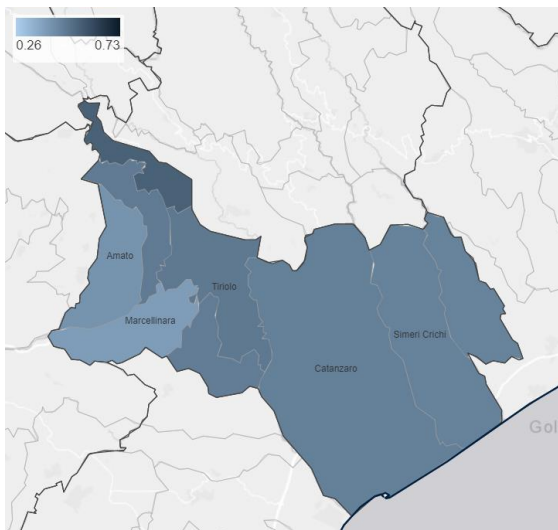 0.26 0.73
Amato
Tiriolo
Marcellinara
Simeri Crichi
Catanzaro
Gol